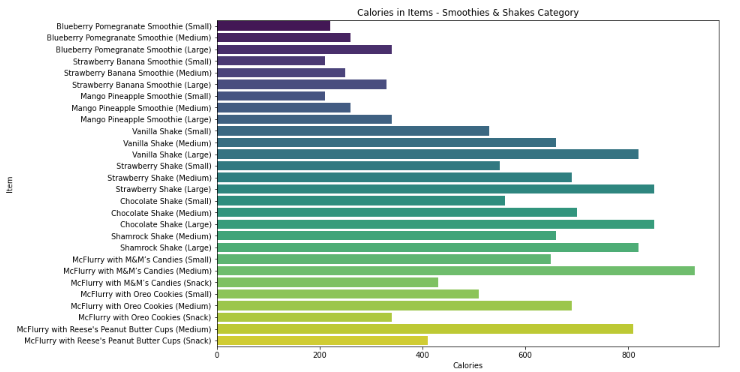 Calories in Items - Smoothies & Shakes Category
Blueberry Pomegranate Smoothie (Small)
Blueberry Pomegranate Smoothie (Medium)
Blueberry Pomegranate Smoothie (Large)
Strawberry Banana Smoothie (Small)
Strawberry Banana Smoothie (Medium)
Strawberry Banana Smoothie (Large)
Mango Pineapple Smoothie (Small)
Mango Pineapple Smoothie (Medium)
Mango Pineapple Smoothie (Large)
Vanilla Shake (Small)
Vanilla Shake (Medium)
Vanilla Shake (Large)
Strawberry Shake (Small)
Strawberry Shake (Medium)
Strawberry Shake (Large)
Chocolate Shake (Small)
Chocolate Shake (Medium)
Chocolate Shake (Large)
Shamrock Shake (Medium)
Shamrock Shake (Large)
McFlurry with M&M’s Candies (Small)
McFlurry with M&M’s Candies (Medium)
McFlurry with M&M’s Candies (Snack)
McFlurry with Oreo Cookies (Small)
McFlurry with Oreo Cookies (Medium)
McFlurry with Oreo Cookies (Snack)
McFlurry with Reese's Peanut Butter Cups (Medium)
McFlurry with Reese's Peanut Butter Cups (Snack)
Item
0 200 400 600 800
Calories